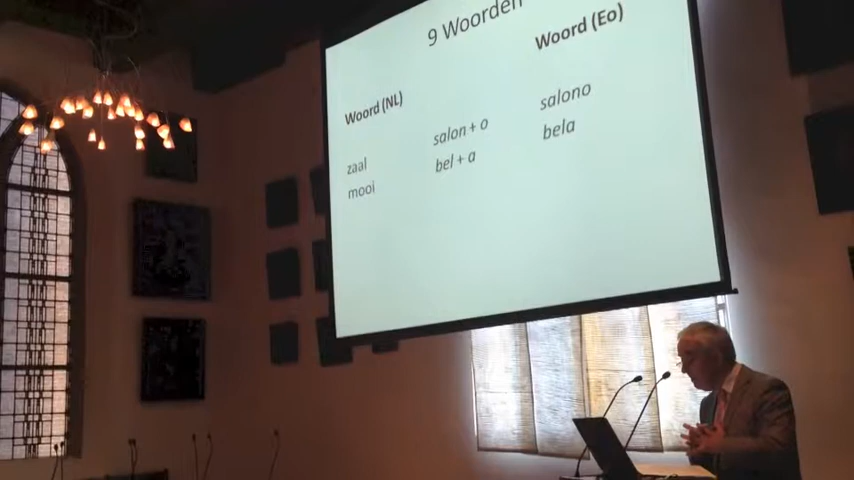 9 Woorden
Woord (NL) Woord (Eo)
zaal salon + o salono
mooi bel + a bela